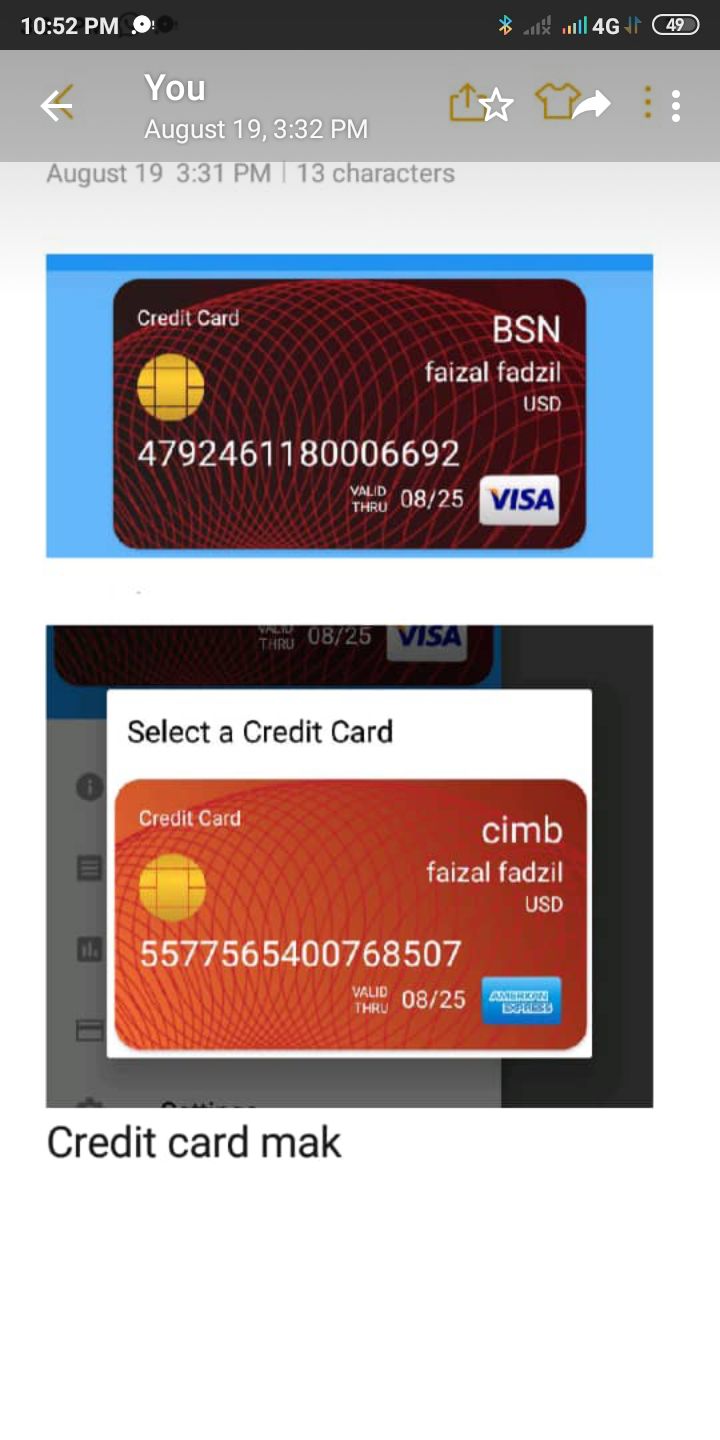 10:52 PM
4G 49
You
August 19, 3:32 PM
August 19 3:31 PM | 13 characters
Credit Card
BSN
faizal fadzil
USD
4792461180006692
VALID THRU 08/25 VISA
VALID THRU 08/25 VISA
Select a Credit Card
Credit Card
cimb
faizal fadzil
USD
5577565400768507
VALID THRU 08/25 AMERICAN EXPRESS
Settings
Credit card mak